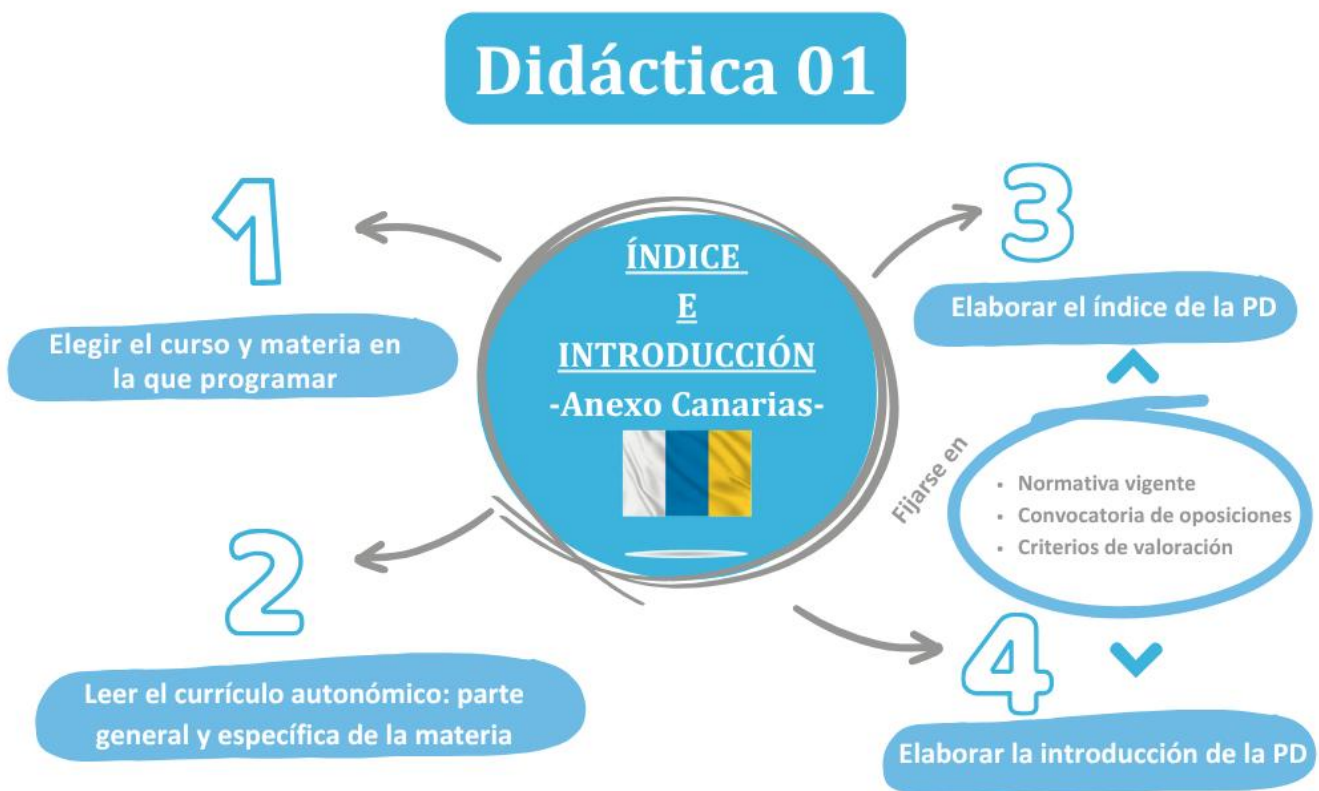 Didáctica 01
1
Elegir el curso y materia en
la que programar
2
Leer el currículo autonómico: parte
general y específica de la materia
ÍNDICE
E
INTRODUCCIÓN
-Anexo Canarias-
3
Elaborar el índice de la PD
Fijarse en
• Normativa vigente
• Convocatoria de oposiciones
• Criterios de valoración
4
Elaborar la introducción de la PD